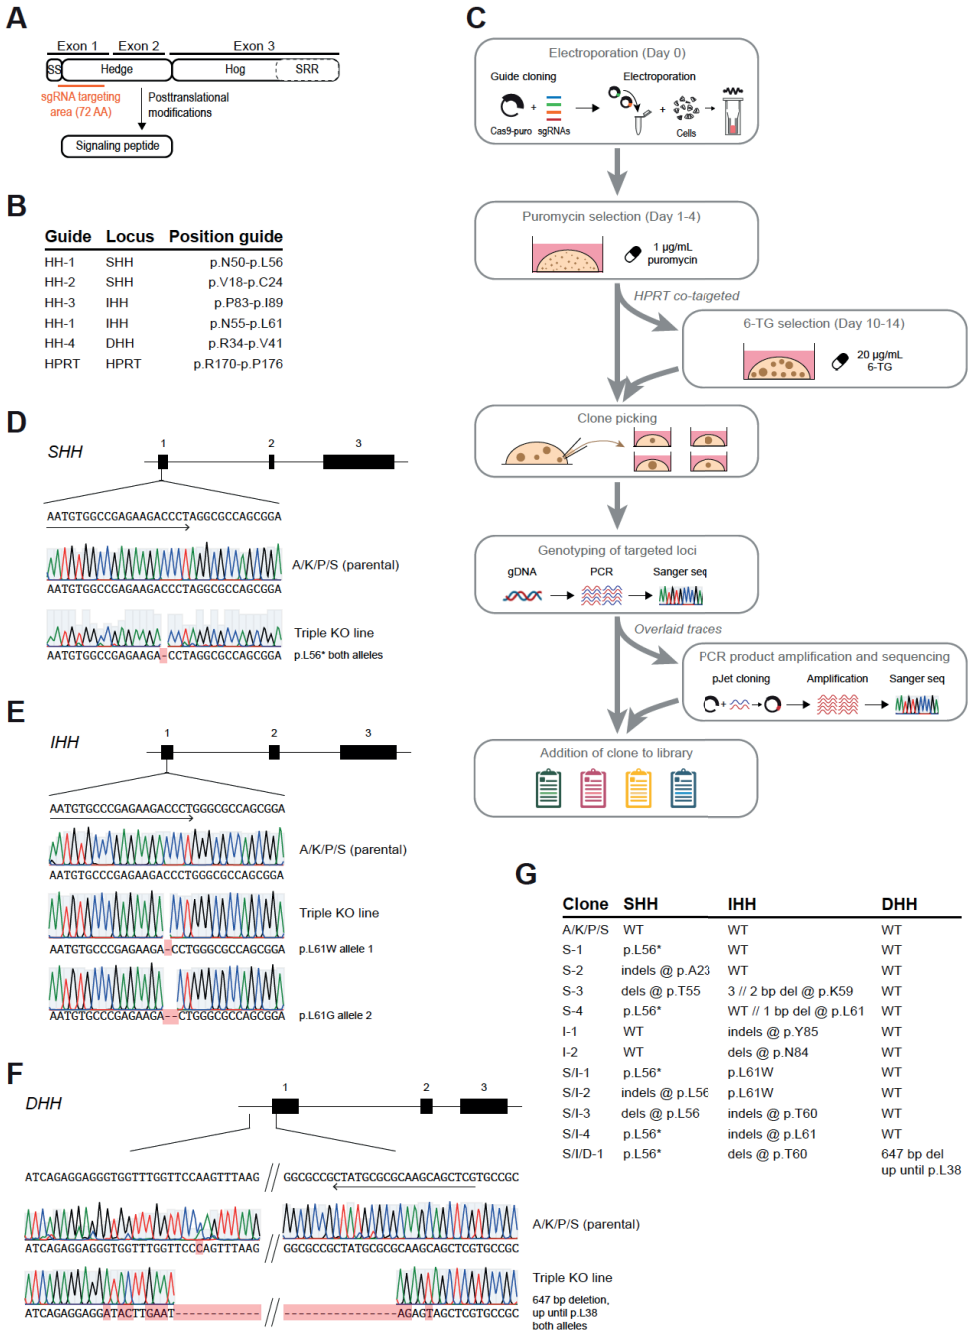 A
Exon 1 Exon 2 Exon 3
SS Hedge Hog SRR
sgRNA targeting
area (72 AA)
Posttranslational
modifications
Signaling peptide
B
Guide Locus Position guide
HH-1 SHH p.N50-p.L56
HH-2 SHH p.V18-p.C24
HH-3 IHH p.P83-p.I89
HH-1 IHH p.N55-p.L61
HH-4 DHH p.R34-p.V41
HPRT HPRT p.R170-p.P176
C
Electroporation (Day 0)
Guide cloning Electroporation
+ +
Cas9-puro sgRNAs Cells
Puromycin selection (Day 1-4)
1 µg/mL
puromycin
HPRT co-targeted
6-TG selection (Day 10-14)
20 µg/mL
6-TG
Clone picking
Genotyping of targeted loci
gDNA PCR Sanger seq
Overlaid traces
PCR product amplification and sequencing
pJet cloning Amplification Sanger seq
+
Addition of clone to library
D
SHH
1 2 3
AATGTGGCCGAGAAGACCCTAGGCGCCAGCGGA
A/K/P/S (parental)
AATGTGGCCGAGAAGACCCTAGGCGCCAGCGGA
Triple KO line
AATGTGGCCGAGAAGA-CCTAGGCGCCAGCGGA p.L56* both alleles
E
IHH
1 2 3
AATGTGCCCGAGAAGACCCTGGGCGCCAGCGGA
A/K/P/S (parental)
AATGTGCCCGAGAAGACCCTGGGCGCCAGCGGA
Triple KO line
AATGTGCCCGAGAAGA-CCTGGGCGCCAGCGGA p.L61W allele 1
AATGTGCCCGAGAAGA--CTGGGCGCCAGCGGA p.L61G allele 2
F
DHH
1 2 3
ATCAGAGGAGGGTGGTTTGGTTCCAAGTTTAAG // GGCGCCGCTATGCGCGCAAGCAGCTCGTGCCGC
A/K/P/S (parental)
ATCAGAGGAGGGTGGTTTGGTTCCCAGTTTAAG // GGCGCCGCTATGCGCGCAAGCAGCTCGTGCCGC
Triple KO line
647 bp deletion,
up until p.L38
both alleles
ATCAGAGGAGGATACTTGAAT------------ // ----------------AGAGTAGCTCGTGCCGC
G
Clone SHH IHH DHH
A/K/P/S WT WT WT
S-1 p.L56* WT WT
S-2 indels @ p.A23 WT WT
S-3 dels @ p.T55 3 // 2 bp del @ p.K59 WT
S-4 p.L56* WT // 1 bp del @ p.L61 WT
I-1 WT indels @ p.Y85 WT
I-2 WT dels @ p.N84 WT
S/I-1 p.L56* p.L61W WT
S/I-2 indels @ p.L56 p.L61W WT
S/I-3 dels @ p.L56 indels @ p.T60 WT
S/I-4 p.L56* indels @ p.L61 WT
S/I/D-1 p.L56* dels @ p.T60 647 bp del
up until p.L38